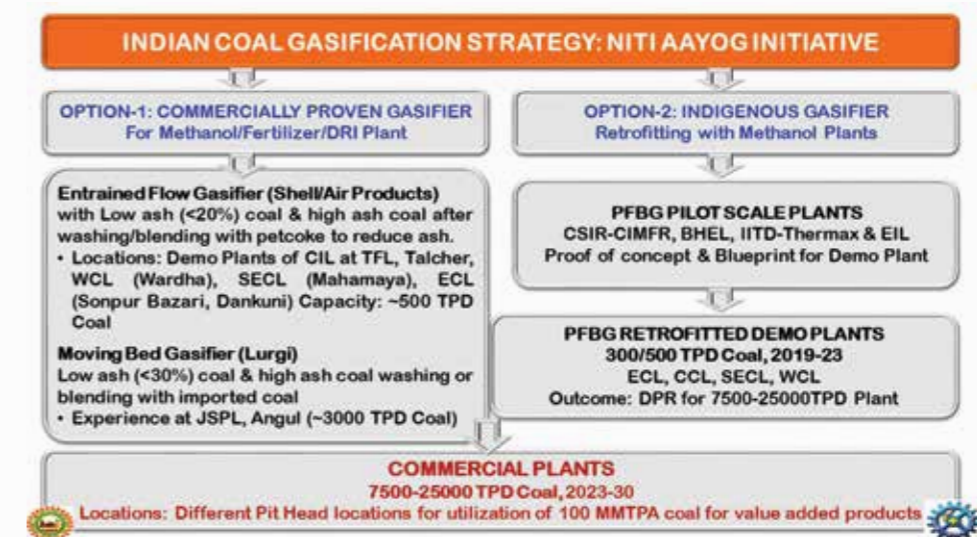 INDIAN COAL GASIFICATION STRATEGY: NITI AAYOG INITIATIVE
OPTION-1: COMMERCIALLY PROVEN GASIFIER
For Methanol/Fertilizer/DRI Plant
OPTION-2: INDIGENOUS GASIFIER
Retrofitting with Methanol Plants
Entrained Flow Gasifier (Shell/Air Products)
with Low ash (<20%) coal & high ash coal after
washing/blending with petcoke to reduce ash.
• Locations: Demo Plants of CIL at TFL, Talcher,
WCL (Wardha), SECL (Mahamaya), ECL
(Sonpur Bazari, Dankuni) Capacity: ~500 TPD
Coal
Moving Bed Gasifier (Lurgi)
Low ash (<30%) coal & high ash coal washing or
blending with imported coal
• Experience at JSPL, Angul (~3000 TPD Coal)
PFBG PILOT SCALE PLANTS
CSIR-CIMFR, BHEL, IITD-Thermax & EIL
Proof of concept & Blueprint for Demo Plant
PFBG RETROFITTED DEMO PLANTS
300/500 TPD Coal, 2019-23
ECL, CCL, SECL, WCL
Outcome: DPR for 7500-25000TPD Plant
COMMERCIAL PLANTS
7500-25000 TPD Coal, 2023-30
Locations: Different Pit Head locations for utilization of 100 MMTPA coal for value added products